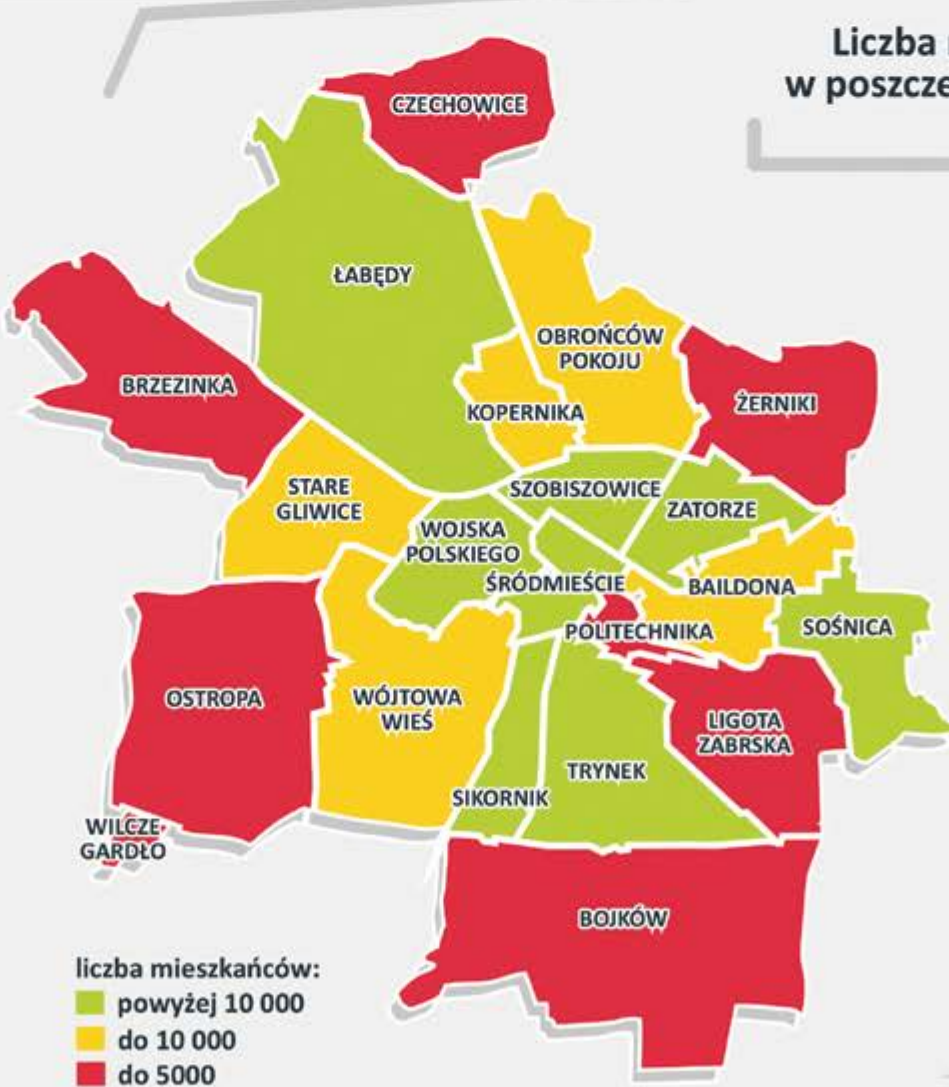 Liczba
w poszcze
CZECHOWICE
ŁABĘDY
OBROŃCÓW
POKOJU
BRZEZINKA
KOPERNIKA
ŻERNIKI
STARE
GLIWICE
SZOBISZOWICE
ZATORZE
WOJSKA
POLSKIEGO
ŚRÓDMIEŚCIE
BAILDONA
POLITECHNIKA
SOŚNICA
OSTROPA
WÓJTOWA
WIEŚ
LIGOTA
ZABRSKA
TRYNEK
SIKORNIK
WILCZE
GARDŁO
BOJKÓW
liczba mieszkańców:
powyżej 10 000
do 10 000
do 5000